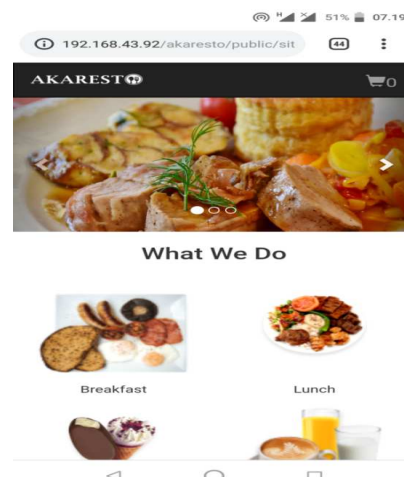 51% 07.19
192.168.43.92/akaresto/public/sit 44
AKARESTO 0
What We Do
Breakfast Lunch